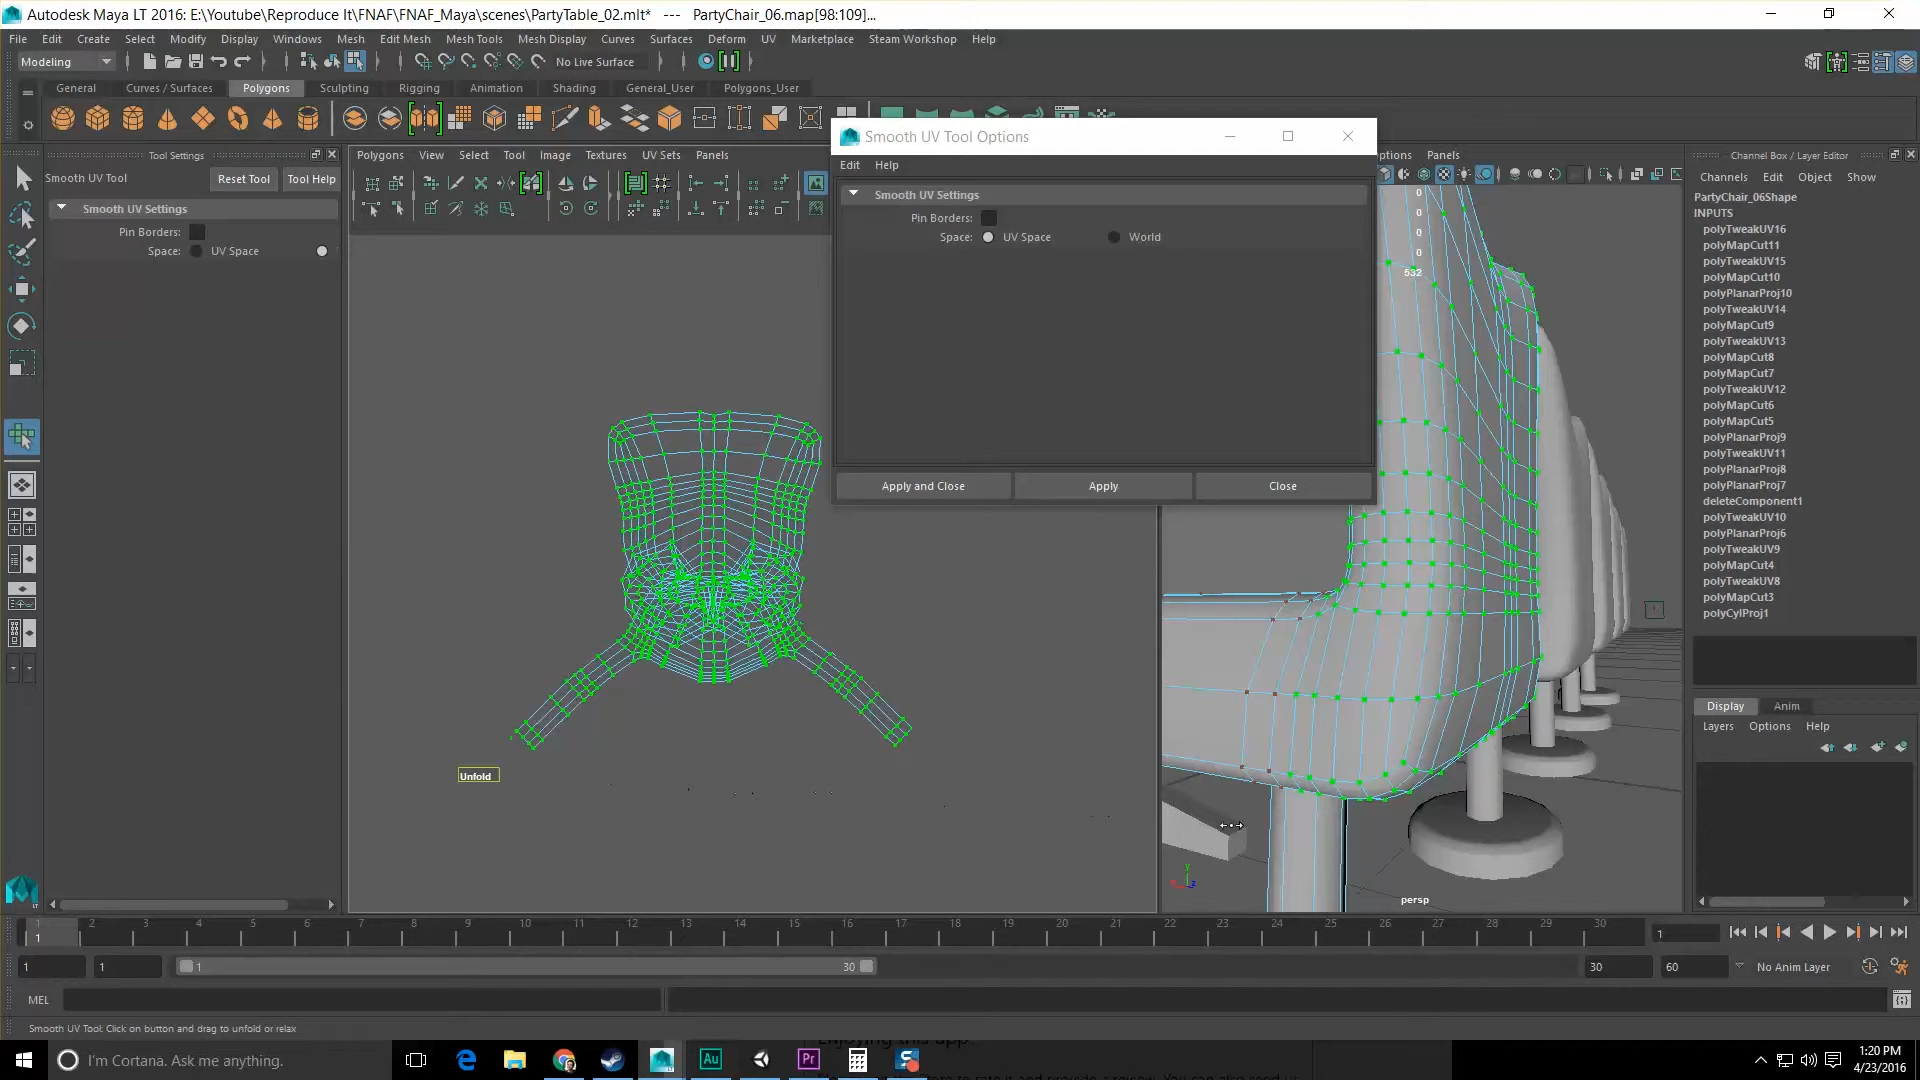 Autodesk Maya LT 2016: E:\Youtube\Reproduce It\FNAF\FNAF_Maya\scenes\PartyTable_02.mlt* --- PartyChair_06.map[98:109]...
File Edit Create Select Modify Display Windows Mesh Edit Mesh Mesh Tools Mesh Display Curves Surfaces Deform UV Marketplace Steam Workshop Help
Modeling No Live Surface
General Curves / Surfaces Polygons Sculpting Rigging Animation Shading General_User Polygons_User
Smooth UV Tool Options
Edit Help
Smooth UV Settings
Pin Borders:
Space: UV Space World
Apply and Close Apply Close
Tool Settings
Smooth UV Tool Reset Tool Tool Help
Smooth UV Settings
Pin Borders:
Space: UV Space
Polygons View Select Tool Image Textures UV Sets Panels
Unfold
ptions Panels
0
0
0
0
532
persp
Channel Box / Layer Editor
Channels Edit Object Show
PartyChair_06Shape
INPUTS
polyTweakUV16
polyMapCut11
polyTweakUV15
polyMapCut10
polyPlanarProj10
polyTweakUV14
polyMapCut9
polyTweakUV13
polyMapCut8
polyMapCut7
polyTweakUV12
polyMapCut6
polyMapCut5
polyPlanarProj9
polyTweakUV11
polyPlanarProj8
polyPlanarProj7
deleteComponent1
polyTweakUV10
polyPlanarProj6
polyTweakUV9
polyMapCut4
polyTweakUV8
polyMapCut3
polyCylProj1
Display Anim
Layers Options Help
1 2 3 4 5 6 7 8 9 10 11 12 13 14 15 16 17 18 19 20 21 22 23 24 25 26 27 28 29 30
1 1
1 1 1 30 30 60 No Anim Layer
MEL
Smooth UV Tool: Click on button and drag to unfold or relax
I'm Cortana. Ask me anything.
1:20 PM
4/23/2016